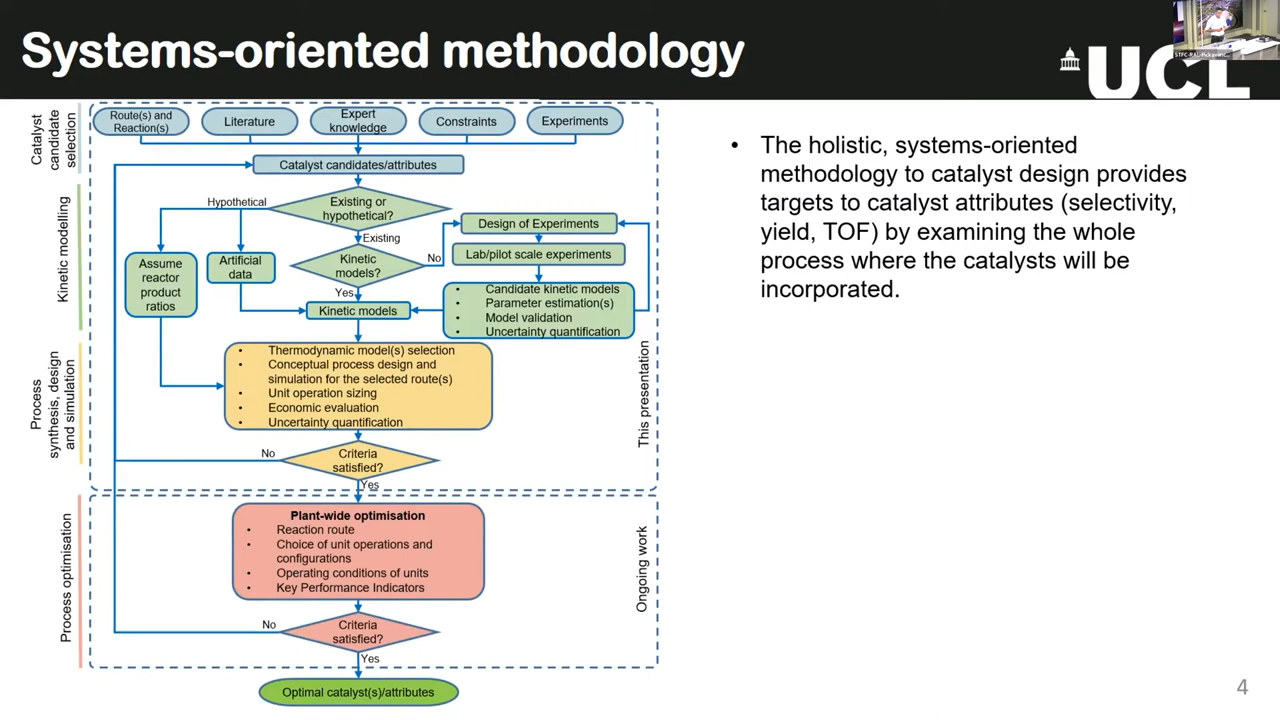 Systems-oriented methodology
UCL
Catalyst
candidate
selection
Route(s) and
Reaction(s)
Literature
Expert
knowledge
Constraints
Experiments
Catalyst candidates/attributes
Kinetic modelling
Hypothetical
Existing or
hypothetical?
Existing
Design of Experiments
Assume
reactor
product
ratios
Artificial
data
Kinetic
models?
No
Lab/pilot scale experiments
Yes
Kinetic models
• Candidate kinetic models
• Parameter estimation(s)
• Model validation
• Uncertainty quantification
Process
synthesis, design
and simulation
• Thermodynamic model(s) selection
• Conceptual process design and
simulation for the selected route(s)
• Unit operation sizing
• Economic evaluation
• Uncertainty quantification
This presentation
No
Criteria
satisfied?
Yes
Process optimisation
Plant-wide optimisation
• Reaction route
• Choice of unit operations and
configurations
• Operating conditions of units
• Key Performance Indicators
Ongoing work
No
Criteria
satisfied?
Yes
Optimal catalyst(s)/attributes
• The holistic, systems-oriented
methodology to catalyst design provides
targets to catalyst attributes (selectivity,
yield, TOF) by examining the whole
process where the catalysts will be
incorporated.
4